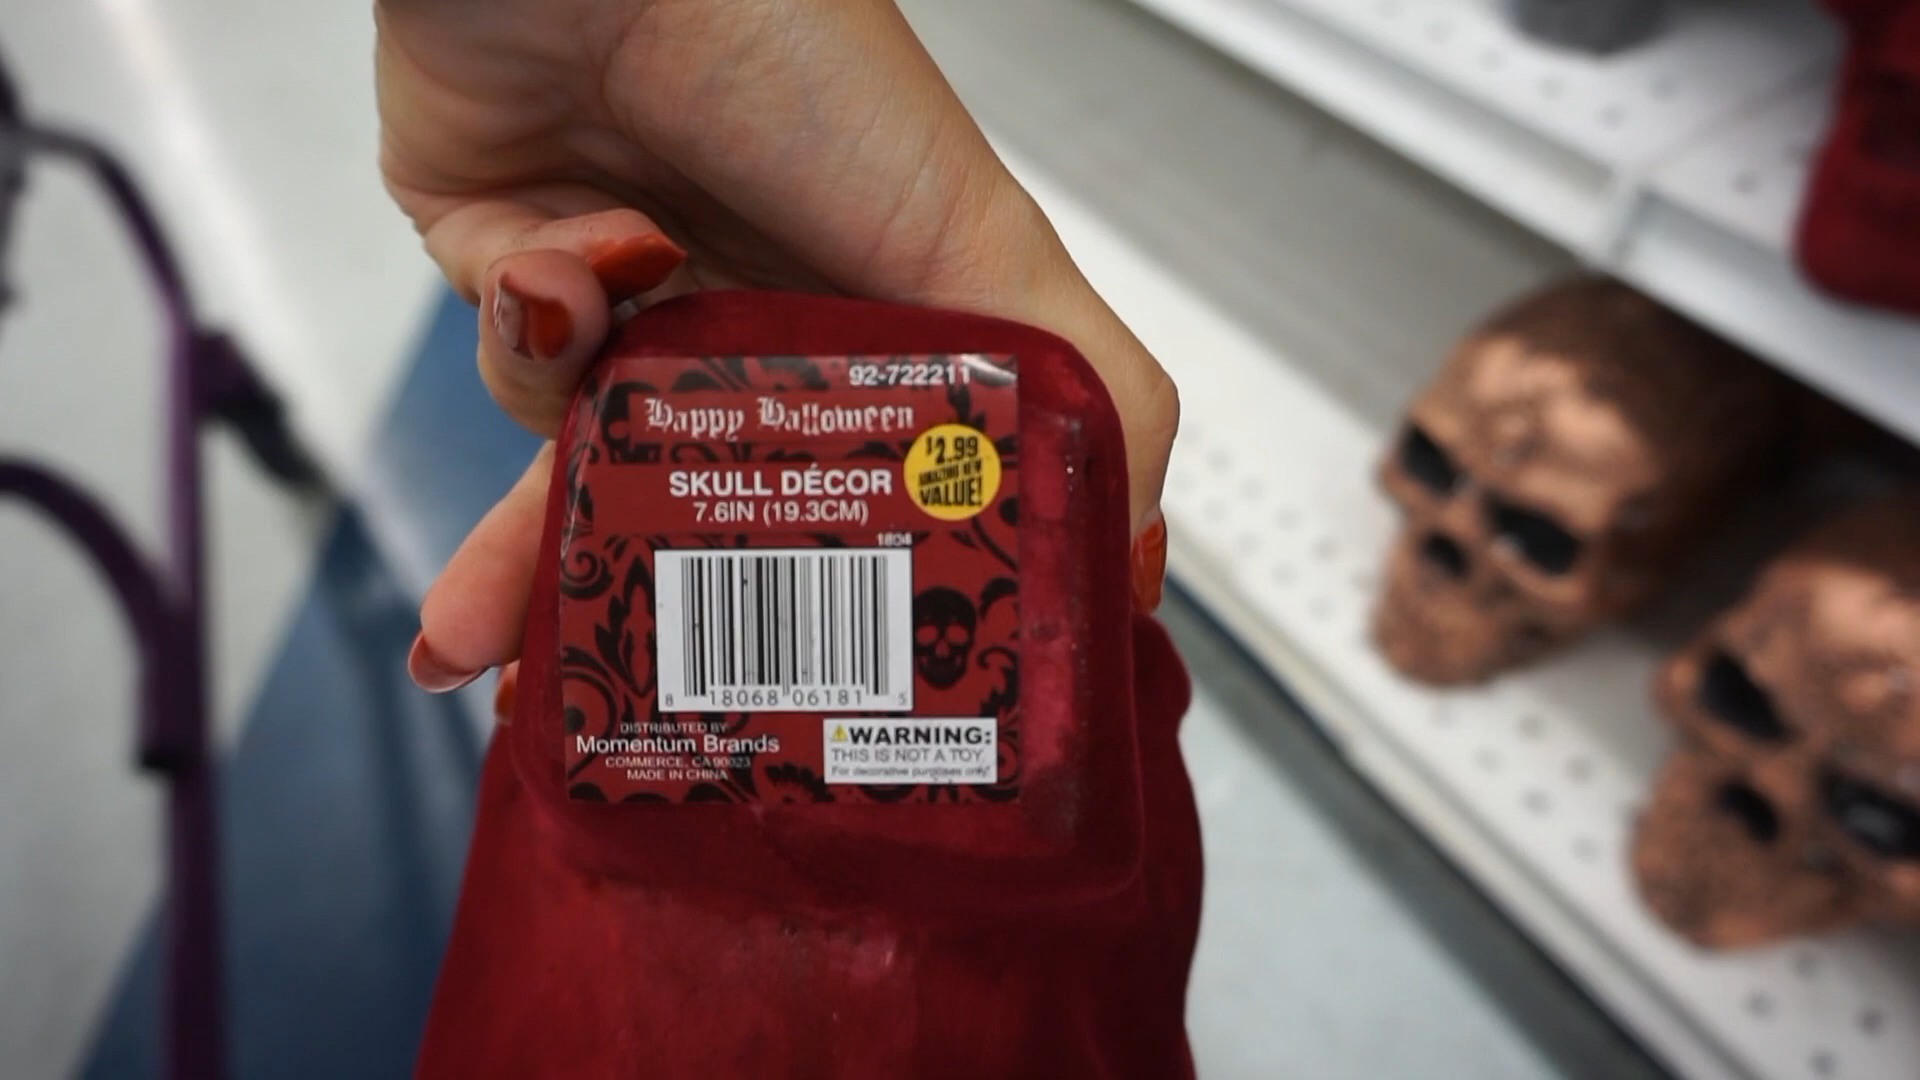 92-722211
Happy Halloween
$2.99
AMAZING NEW
VALUE!
SKULL DÉCOR
7.6IN (19.3CM)
1804
8 18068 06181 5
DISTRIBUTED BY:
Momentum Brands
COMMERCE, CA 90023
MADE IN CHINA
⚠WARNING:
THIS IS NOT A TOY.
For decorative purposes only.